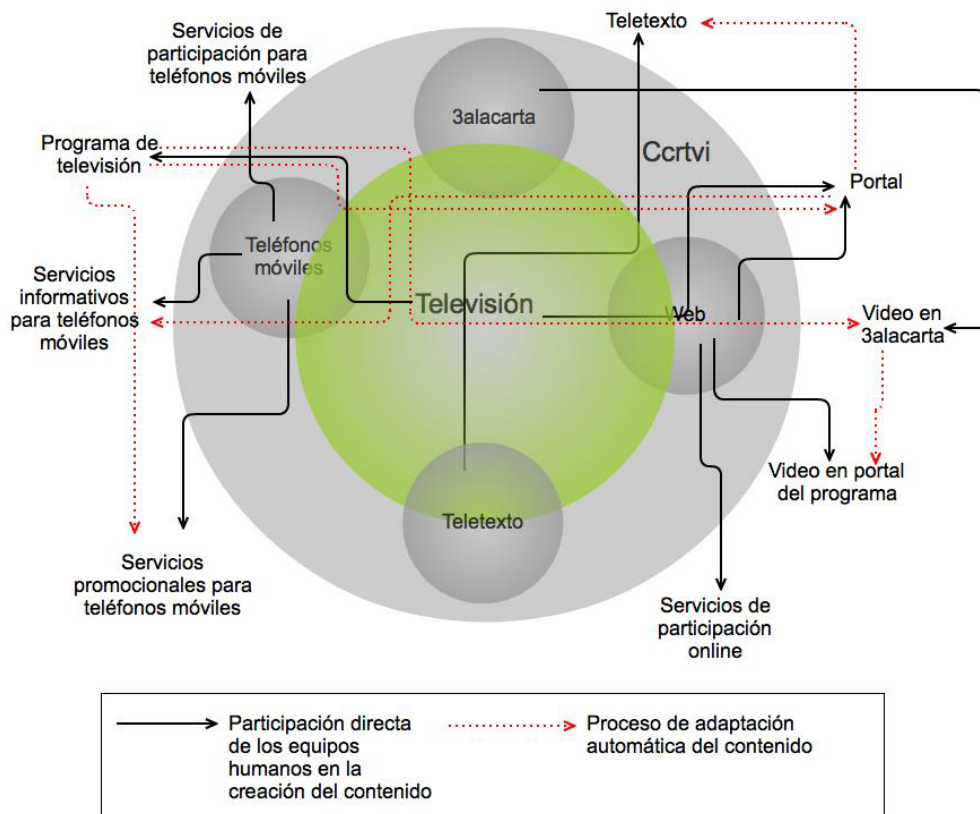 Teletexto
Servicios de
participación para
teléfonos móviles
3alacarta
Programa de
televisión
Ccrtvi
Portal
Teléfonos
móviles
Servicios
informativos
para teléfonos
móviles
Televisión
Web
Video en
3alacarta
Video en portal
del programa
Teletexto
Servicios
promocionales para
teléfonos móviles
Servicios de
participación
online
Participación directa
de los equipos
humanos en la
creación del contenido
Proceso de adaptación
automática del contenido